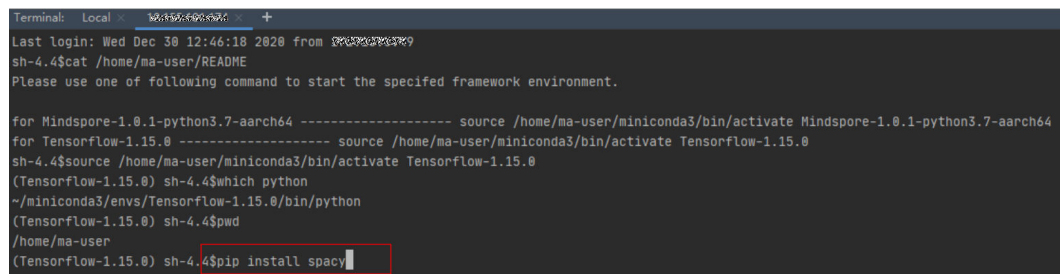 Terminal: Local × × +
Last login: Wed Dec 30 12:46:18 2020 from 9
sh-4.4$cat /home/ma-user/README
Please use one of following command to start the specifed framework environment.
for Mindspore-1.0.1-python3.7-aarch64 -------------------- source /home/ma-user/miniconda3/bin/activate Mindspore-1.0.1-python3.7-aarch64
for Tensorflow-1.15.0 -------------------- source /home/ma-user/miniconda3/bin/activate Tensorflow-1.15.0
sh-4.4$source /home/ma-user/miniconda3/bin/activate Tensorflow-1.15.0
(Tensorflow-1.15.0) sh-4.4$which python
~/miniconda3/envs/Tensorflow-1.15.0/bin/python
(Tensorflow-1.15.0) sh-4.4$pwd
/home/ma-user
(Tensorflow-1.15.0) sh-4.4$pip install spacy